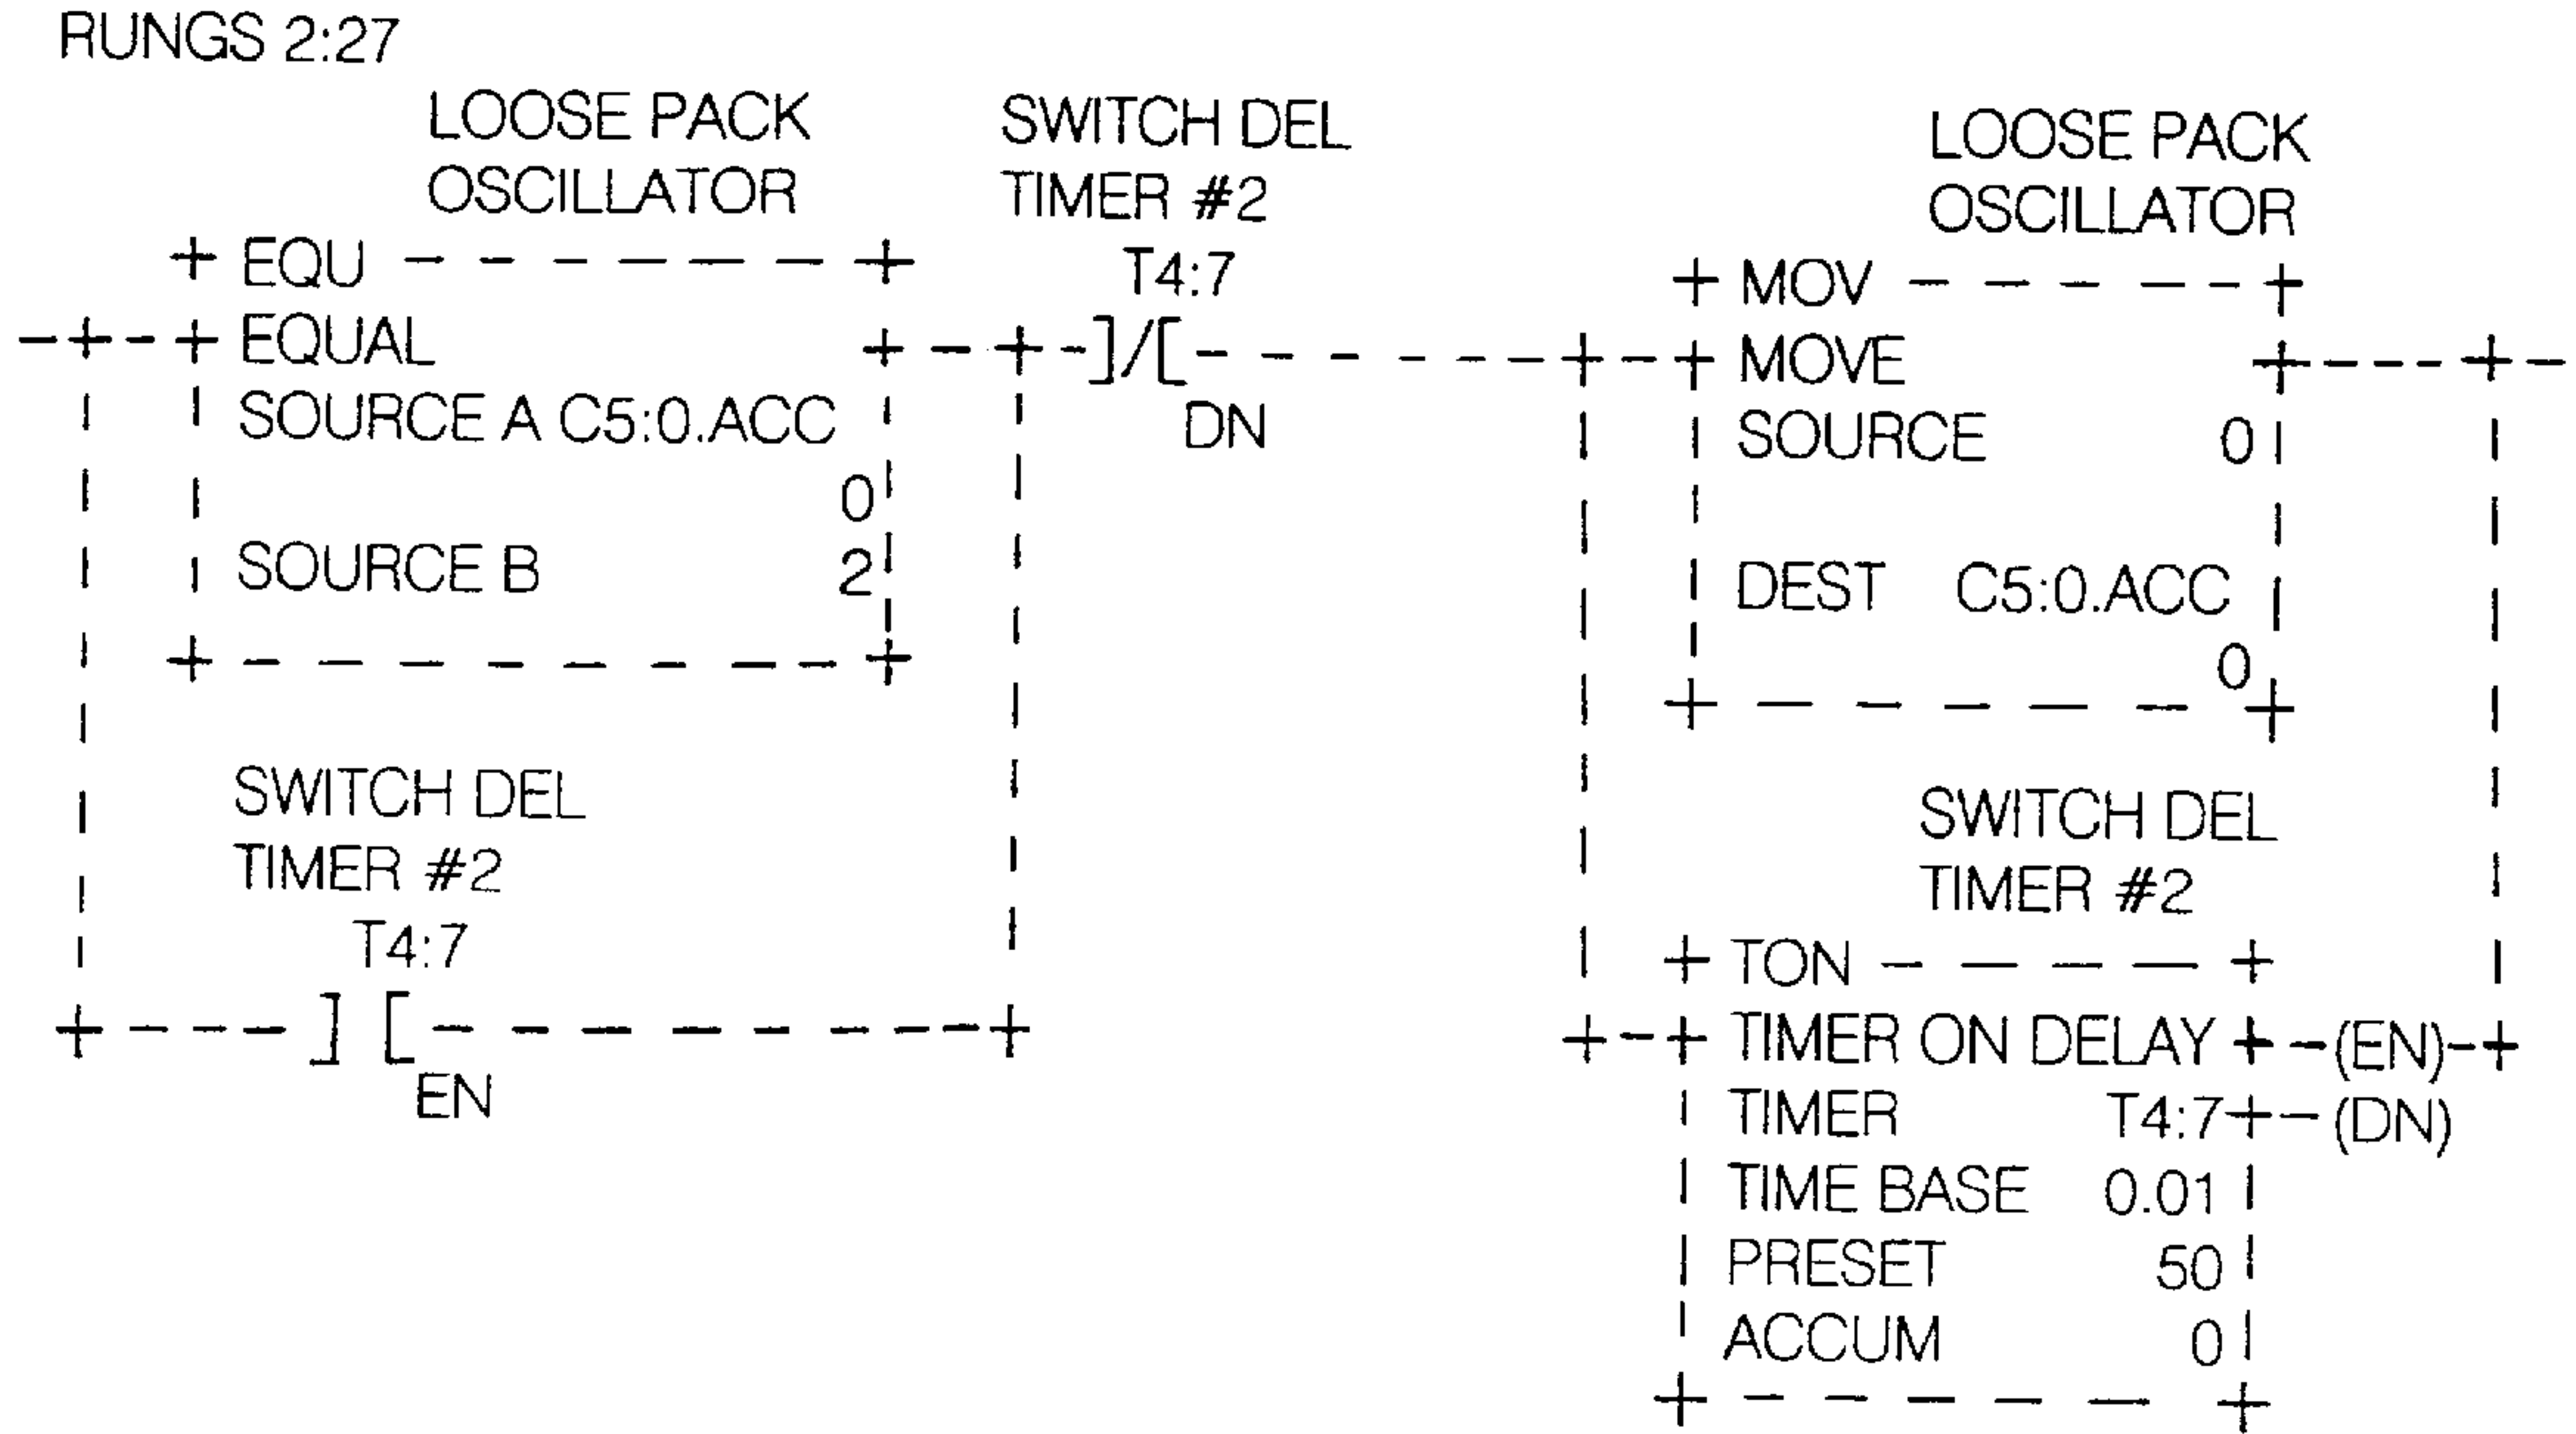 RUNGS 2:27
LOOSE PACK
OSCILLATOR
EQU
EQUAL
SOURCE A C5:0.ACC
0
SOURCE B 2
SWITCH DEL
TIMER #2
T4:7
] [
EN
SWITCH DEL
TIMER #2
T4:7
]/[
DN
LOOSE PACK
OSCILLATOR
MOV
MOVE
SOURCE 0
DEST C5:0.ACC
0
SWITCH DEL
TIMER #2
TON
TIMER ON DELAY (EN)
TIMER T4:7 (DN)
TIME BASE 0.01
PRESET 50
ACCUM 0